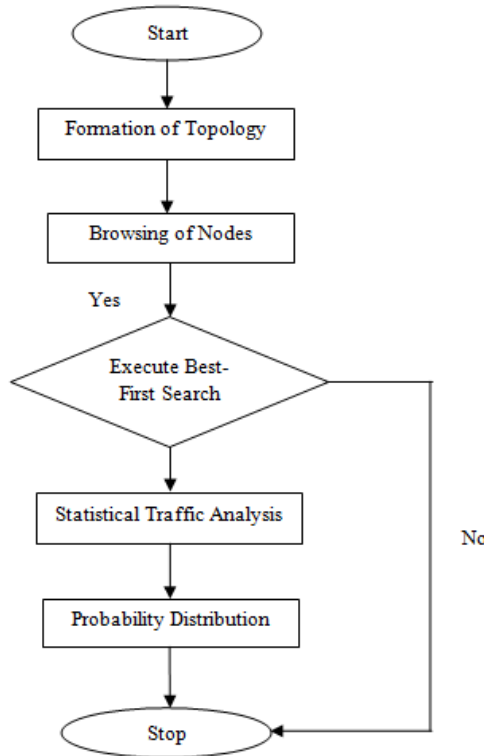 Start
Formation of Topology
Browsing of Nodes
Yes
Execute Best-
First Search
Statistical Traffic Analysis
No
Probability Distribution
Stop